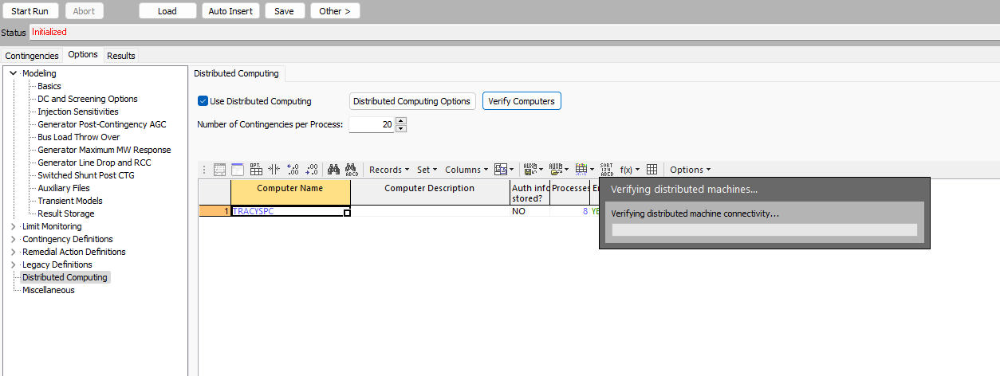 Start Run Abort Load Auto Insert Save Other >
Status Initialized
Contingencies Options Results
Modeling
Basics
DC and Screening Options
Injection Sensitivities
Generator Post-Contingency AGC
Bus Load Throw Over
Generator Maximum MW Response
Generator Line Drop and RCC
Switched Shunt Post CTG
Auxiliary Files
Transient Models
Result Storage
Limit Monitoring
Contingency Definitions
Remedial Action Definitions
Legacy Definitions
Distributed Computing
Miscellaneous
Distributed Computing
Use Distributed Computing Distributed Computing Options Verify Computers
Number of Contingencies per Process: 20
Records Set Columns f(x) Options
Computer Name Computer Description Auth info stored? Processes
1 TRACYSPC NO 8
Verifying distributed machines...
Verifying distributed machine connectivity...